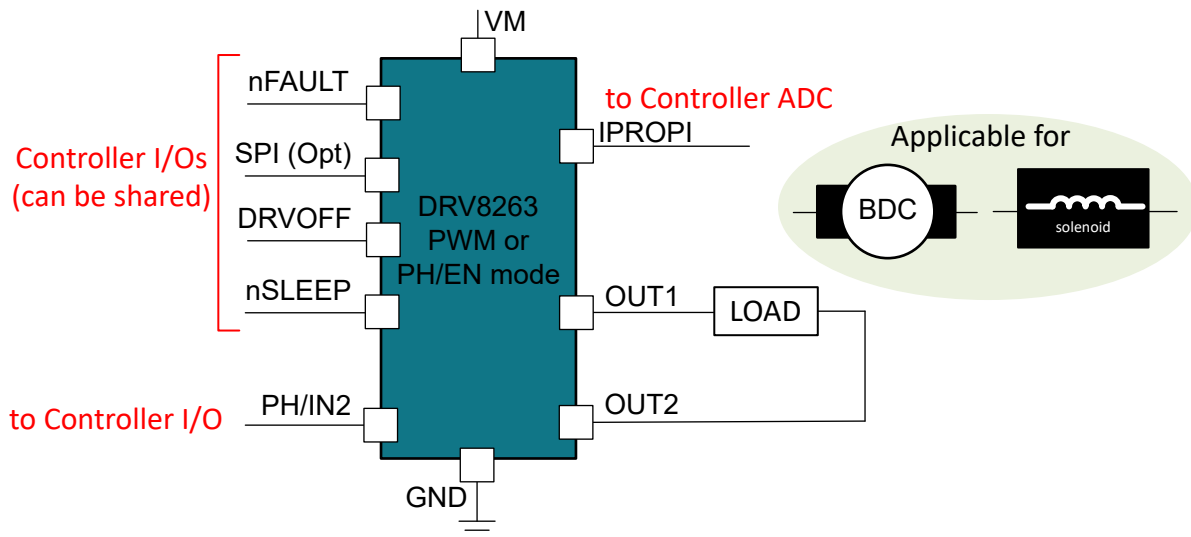 VM
nFAULT
SPI (Opt)
DRVOFF
nSLEEP
Controller I/Os
(can be shared)
to Controller I/O
PH/IN2
DRV8263
PWM or
PH/EN mode
GND
to Controller ADC
IPROPI
OUT1
LOAD
OUT2
Applicable for
BDC
solenoid